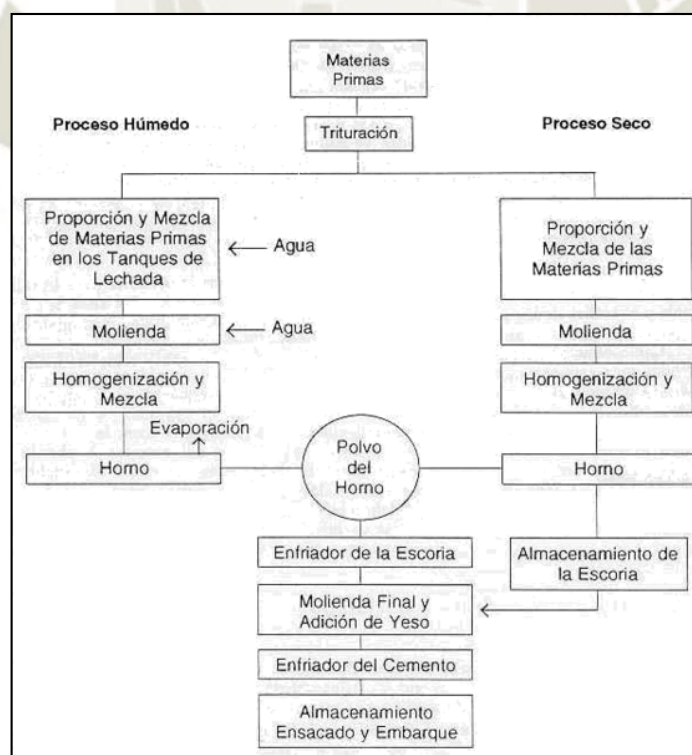 Materias
Primas
Proceso Húmedo
Proceso Seco
Trituración
Proporción y Mezcla
de Materias Primas
en los Tanques de
Lechada
Agua
Proporción y
Mezcla de las
Materias Primas
Molienda
Agua
Molienda
Homogenización y
Mezcla
Homogenización y
Mezcla
Evaporación
Horno
Polvo
del
Horno
Horno
Enfriador de la Escoria
Almacenamiento de
la Escoria
Molienda Final y
Adición de Yeso
Enfriador del Cemento
Almacenamiento
Ensacado y Embarque